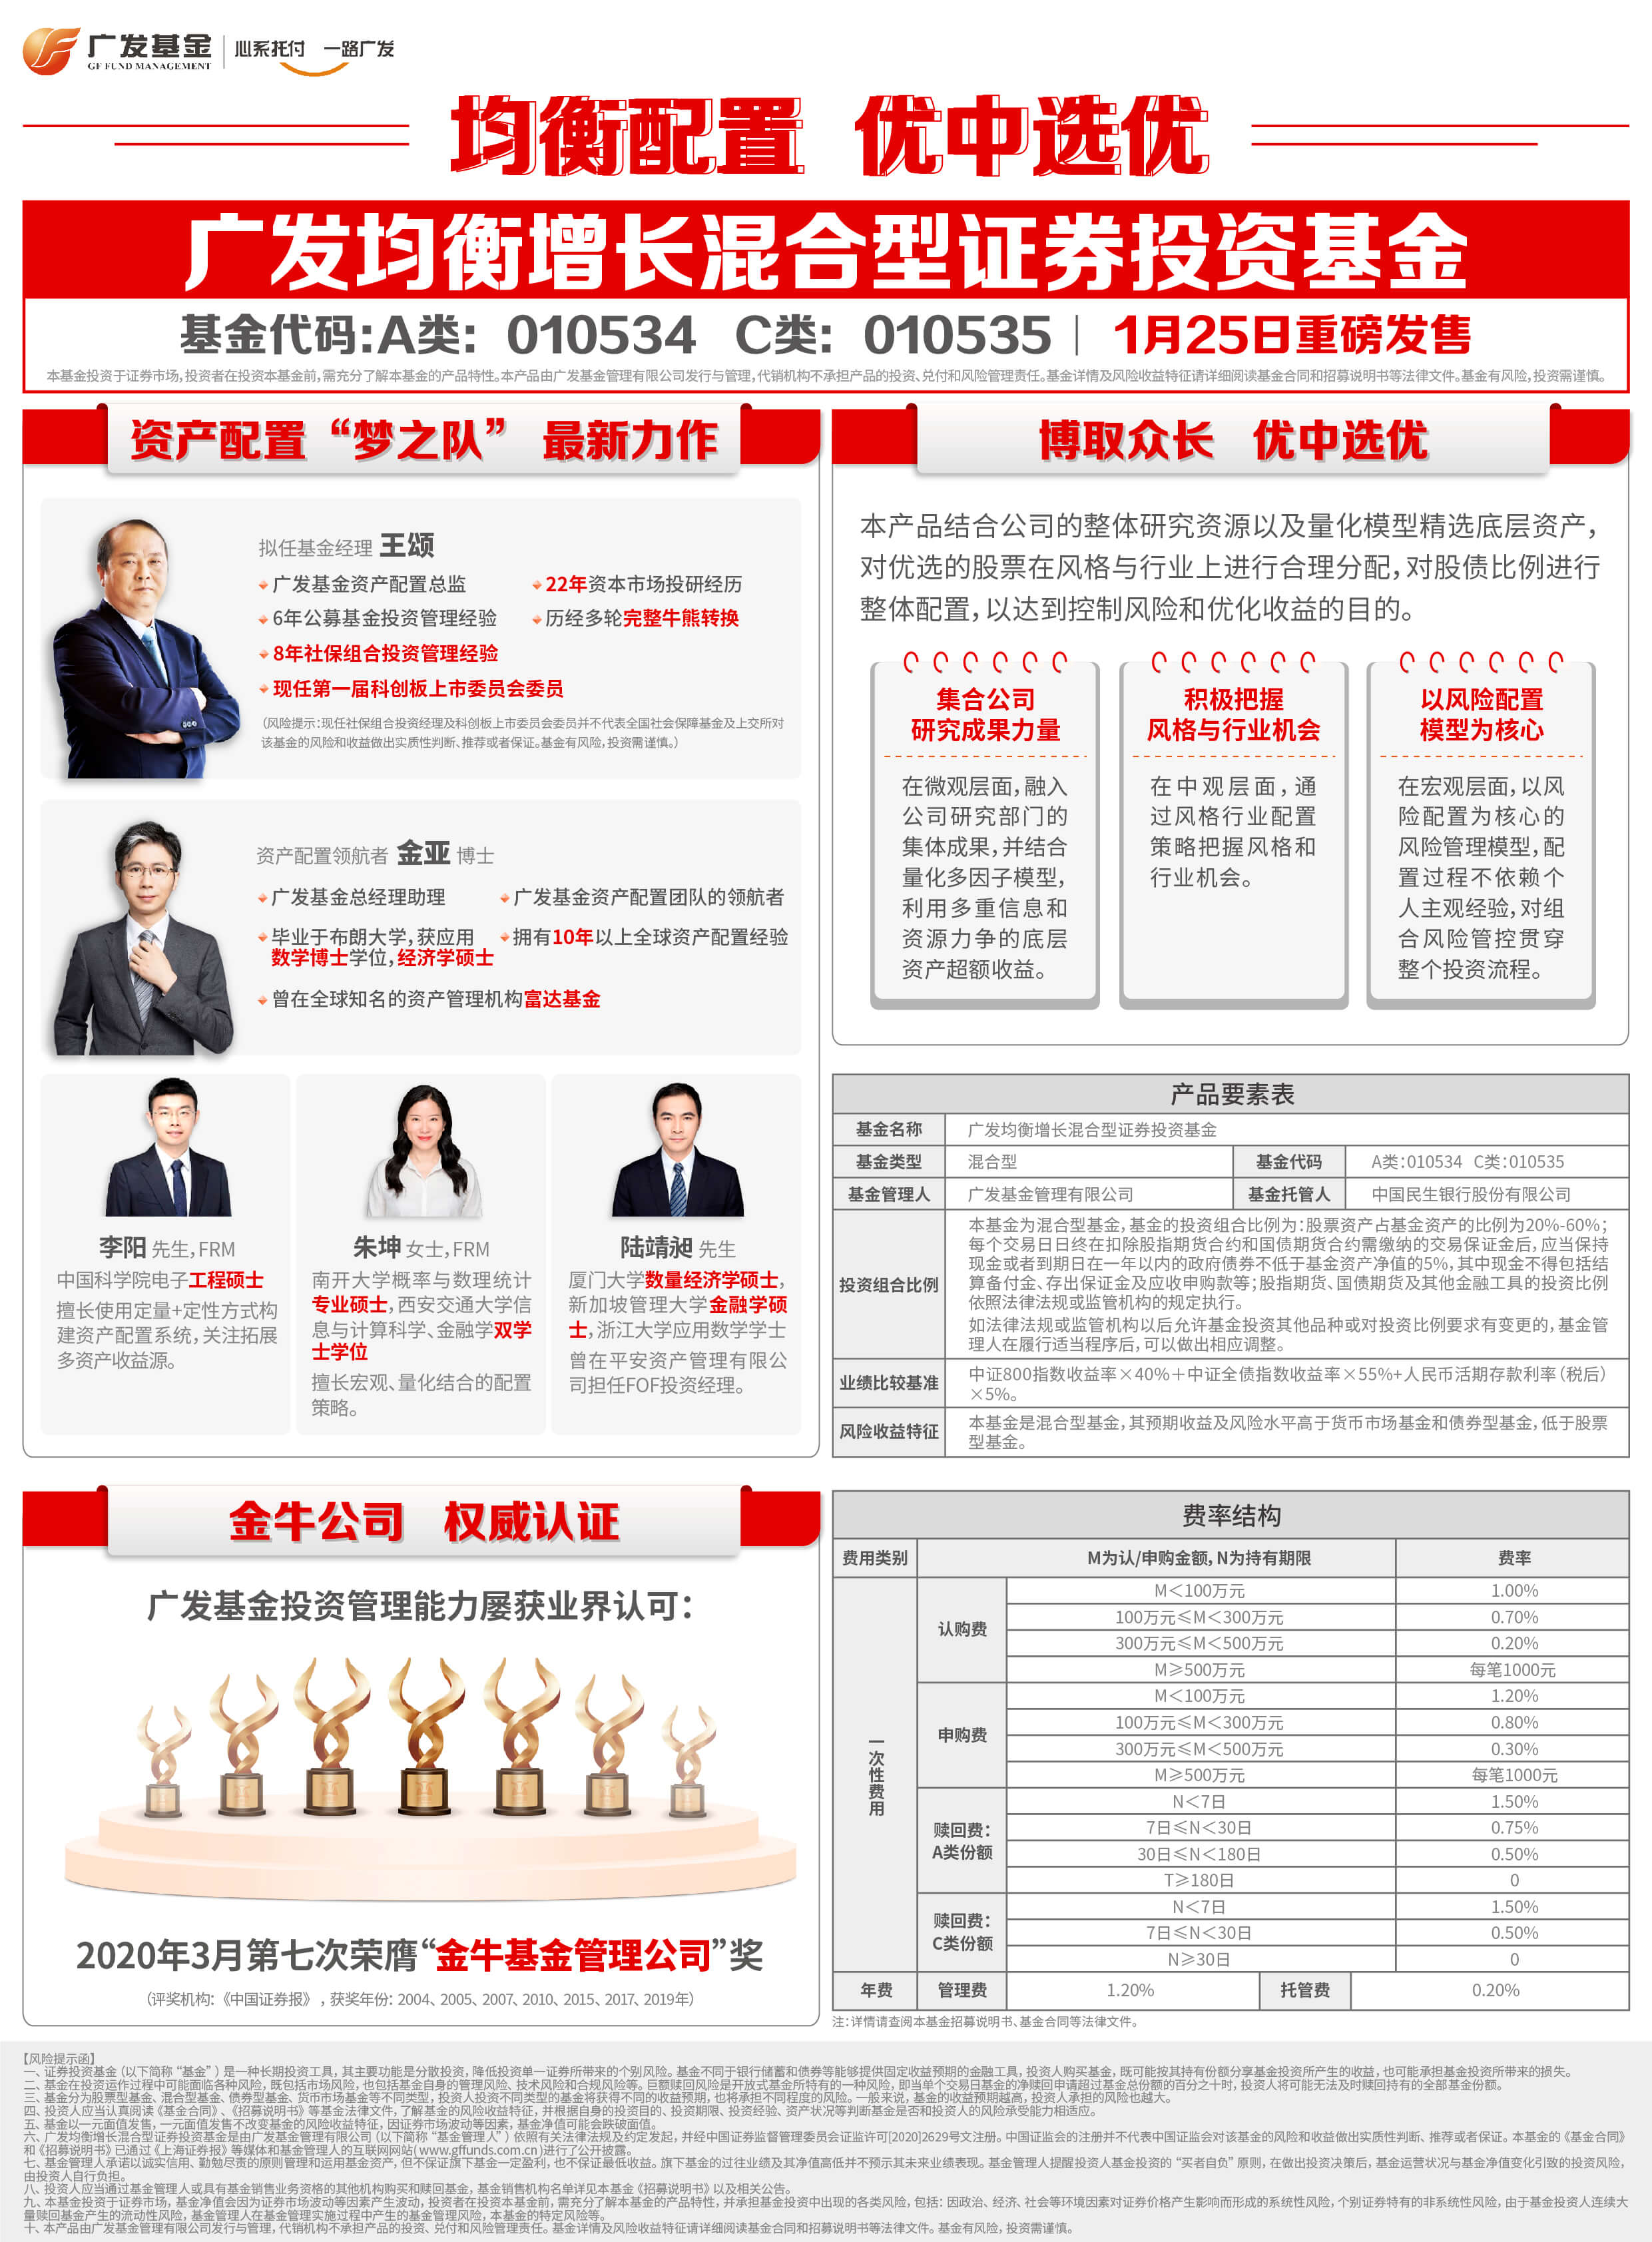 广发基金
GF FUND MANAGEMENT
心系托付 一路广发
均衡配置 优中选优
广发均衡增长混合型证券投资基金
基金代码:A类: 010534 C类: 010535 | 1月25日重磅发售
本基金投资于证券市场,投资者在投资本基金前,需充分了解本基金的产品特性。本产品由广发基金管理有限公司发行与管理,代销机构不承担产品的投资、兑付和风险管理责任。基金详情及风险收益特征请详细阅读基金合同和招募说明书等法律文件。基金有风险,投资需谨慎。
资产配置“梦之队” 最新力作
拟任基金经理 王颂
广发基金资产配置总监
22年资本市场投研经历
6年公募基金投资管理经验
历经多轮完整牛熊转换
8年社保组合投资管理经验
现任第一届科创板上市委员会委员
(风险提示:现任社保组合投资经理及科创板上市委员会委员并不代表全国社会保障基金及上交所对
该基金的风险和收益做出实质性判断、推荐或者保证。基金有风险,投资需谨慎。)
资产配置领航者 金亚 博士
广发基金总经理助理
广发基金资产配置团队的领航者
毕业于布朗大学,获应用
数学博士学位,经济学硕士
拥有10年以上全球资产配置经验
曾在全球知名的资产管理机构富达基金
李阳 先生,FRM
中国科学院电子工程硕士
擅长使用定量+定性方式构
建资产配置系统,关注拓展
多资产收益源。
朱坤 女士,FRM
南开大学概率与数理统计
专业硕士,西安交通大学信
息与计算科学、金融学双学
士学位
擅长宏观、量化结合的配置
策略。
陆靖昶 先生
厦门大学数量经济学硕士,
新加坡管理大学金融学硕
士,浙江大学应用数学学士
曾在平安资产管理有限公
司担任FOF投资经理。
博取众长 优中选优
本产品结合公司的整体研究资源以及量化模型精选底层资产,
对优选的股票在风格与行业上进行合理分配,对股债比例进行
整体配置,以达到控制风险和优化收益的目的。
集合公司
研究成果力量
在微观层面,融入
公司研究部门的
集体成果,并结合
量化多因子模型,
利用多重信息和
资源力争的底层
资产超额收益。
积极把握
风格与行业机会
在中观层面,通
过风格行业配置
策略把握风格和
行业机会。
以风险配置
模型为核心
在宏观层面,以风
险配置为核心的
风险管理模型,配
置过程不依赖个
人主观经验,对组
合风险管控贯穿
整个投资流程。
产品要素表
基金名称 广发均衡增长混合型证券投资基金
基金类型 混合型 基金代码 A类:010534 C类:010535
基金管理人 广发基金管理有限公司 基金托管人 中国民生银行股份有限公司
投资组合比例
本基金为混合型基金,基金的投资组合比例为:股票资产占基金资产的比例为20%-60%;
每个交易日日终在扣除股指期货合约和国债期货合约需缴纳的交易保证金后,应当保持
现金或者到期日在一年以内的政府债券不低于基金资产净值的5%,其中现金不得包括结
算备付金、存出保证金及应收申购款等;股指期货、国债期货及其他金融工具的投资比例
依照法律法规或监管机构的规定执行。
如法律法规或监管机构以后允许基金投资其他品种或对投资比例要求有变更的,基金管
理人在履行适当程序后,可以做出相应调整。
业绩比较基准
中证800指数收益率×40%+中证全债指数收益率×55%+人民币活期存款利率(税后)
×5%。
风险收益特征
本基金是混合型基金,其预期收益及风险水平高于货币市场基金和债券型基金,低于股票
型基金。
金牛公司 权威认证
广发基金投资管理能力屡获业界认可:
2020年3月第七次荣膺“金牛基金管理公司”奖
(评奖机构:《中国证券报》,获奖年份:2004、2005、2007、2010、2015、2017、2019年)
费率结构
费用类别 M为认/申购金额,N为持有期限 费率
一次性费用
认购费
M<100万元 1.00%
100万元≤M<300万元 0.70%
300万元≤M<500万元 0.20%
M≥500万元 每笔1000元
申购费
M<100万元 1.20%
100万元≤M<300万元 0.80%
300万元≤M<500万元 0.30%
M≥500万元 每笔1000元
赎回费:
A类份额
N<7日 1.50%
7日≤N<30日 0.75%
30日≤N<180日 0.50%
T≥180日 0
赎回费:
C类份额
N<7日 1.50%
7日≤N<30日 0.50%
N≥30日 0
年费 管理费 1.20% 托管费 0.20%
注:详情请查阅本基金招募说明书、基金合同等法律文件。
【风险提示函】
一、证券投资基金(以下简称“基金”)是一种长期投资工具,其主要功能是分散投资,降低投资单一证券所带来的个别风险。基金不同于银行储蓄和债券等能够提供固定收益预期的金融工具,投资人购买基金,既可能按其持有份额分享基金投资所产生的收益,也可能承担基金投资所带来的损失。
二、基金在投资运作过程中可能面临各种风险,既包括市场风险,也包括基金自身的管理风险、技术风险和合规风险等。巨额赎回风险是开放式基金所特有的一种风险,即当单个交易日基金的净赎回申请超过基金总份额的百分之十时,投资人将可能无法及时赎回持有的全部基金份额。
三、基金分为股票型基金、混合型基金、债券型基金、货币市场基金等不同类型,投资人投资不同类型的基金将获得不同的收益预期,也将承担不同程度的风险。一般来说,基金的收益预期越高,投资人承担的风险也越大。
四、投资人应当认真阅读《基金合同》、《招募说明书》等基金法律文件,了解基金的风险收益特征,并根据自身的投资目的、投资期限、投资经验、资产状况等判断基金是否和投资人的风险承受能力相适应。
五、基金以一元面值发售,一元面值发售不改变基金的风险收益特征,因证券市场波动等因素,基金净值可能会跌破面值。
六、广发均衡增长混合型证券投资基金是由广发基金管理有限公司(以下简称“基金管理人”)依照有关法律法规及约定发起,并经中国证券监督管理委员会证监许可[2020]2629号文注册。中国证监会的注册并不代表中国证监会对该基金的风险和收益做出实质性判断、推荐或者保证。本基金的《基金合同》
和《招募说明书》已通过《上海证券报》等媒体和基金管理人的互联网网站(www.gffunds.com.cn)进行了公开披露。
七、基金管理人承诺以诚实信用、勤勉尽责的原则管理和运用基金资产,但不保证旗下基金一定盈利,也不保证最低收益。旗下基金的过往业绩及其净值高低并不预示其未来业绩表现。基金管理人提醒投资人基金投资的“买者自负”原则,在做出投资决策后,基金运营状况与基金净值变化引致的投资风险,
由投资人自行负担。
八、投资人应当通过基金管理人或具有基金销售业务资格的其他机构购买和赎回基金,基金销售机构名单详见本基金《招募说明书》以及相关公告。
九、本基金投资于证券市场,基金净值会因为证券市场波动等因素产生波动,投资者在投资本基金前,需充分了解本基金的产品特性,并承担基金投资中出现的各类风险,包括:因政治、经济、社会等环境因素对证券价格产生影响而形成的系统性风险,个别证券特有的非系统性风险,由于基金投资人连续大
量赎回基金产生的流动性风险,基金管理人在基金管理实施过程中产生的基金管理风险,本基金的特定风险等。
十、本产品由广发基金管理有限公司发行与管理,代销机构不承担产品的投资、兑付和风险管理责任。基金详情及风险收益特征请详细阅读基金合同和招募说明书等法律文件。基金有风险,投资需谨慎。